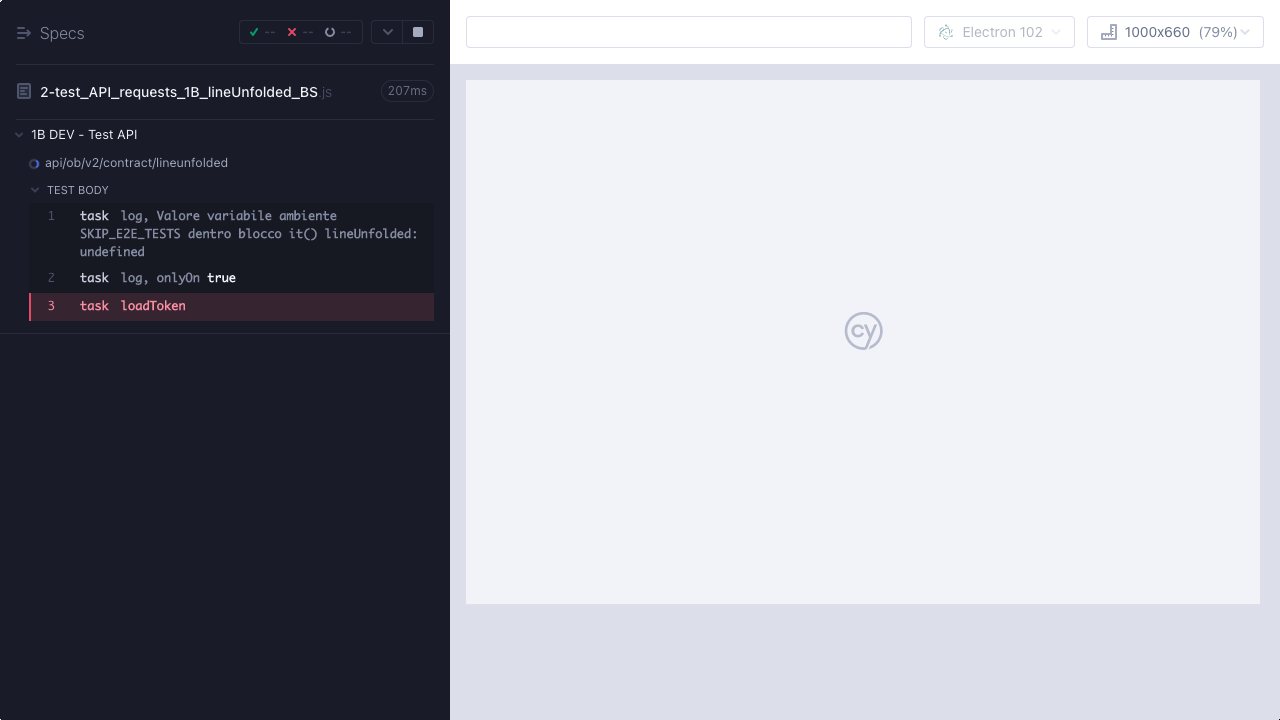 Specs
--
--
--
Electron 102
1000x660 (79%)
2-test_API_requests_1B_lineUnfolded_BS.js
207ms
1B DEV - Test API
api/ob/v2/contract/lineunfolded
TEST BODY
1 task log, Valore variabile ambiente
SKIP_E2E_TESTS dentro blocco it() lineUnfolded:
undefined
2 task log, onlyOn true
3 task loadToken
cy